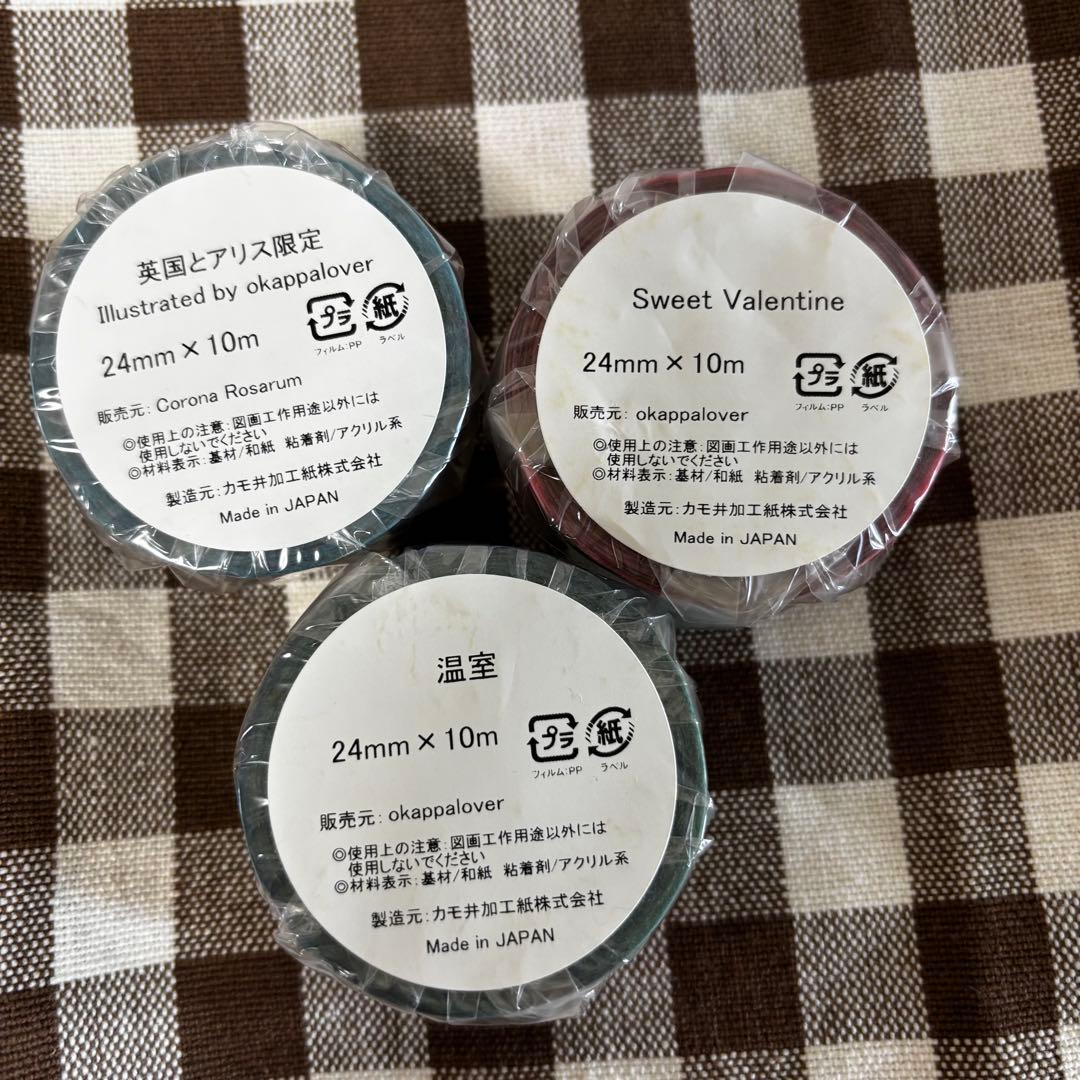 英国とアリス限定
Illustrated by okappalover
24mm×10m
プラ
紙
フィルム:PP
ラベル
販売元: Corona Rosarum
◎使用上の注意:図画工作用途以外には
使用しないでください
◎材料表示:基材/和紙 粘着剤/アクリル系
製造元:カモ井加工紙株式会社
Made in JAPAN
Sweet Valentine
24mm×10m
プラ
紙
フィルム:PP
ラベル
販売元: okappalover
◎使用上の注意:図画工作用途以外には
使用しないでください
◎材料表示:基材/和紙 粘着剤/アクリル系
製造元:カモ井加工紙株式会社
Made in JAPAN
温室
24mm×10m
プラ
紙
フィルム:PP
ラベル
販売元: okappalover
◎使用上の注意:図画工作用途以外には
使用しないでください
◎材料表示:基材/和紙 粘着剤/アクリル系
製造元:カモ井加工紙株式会社
Made in JAPAN